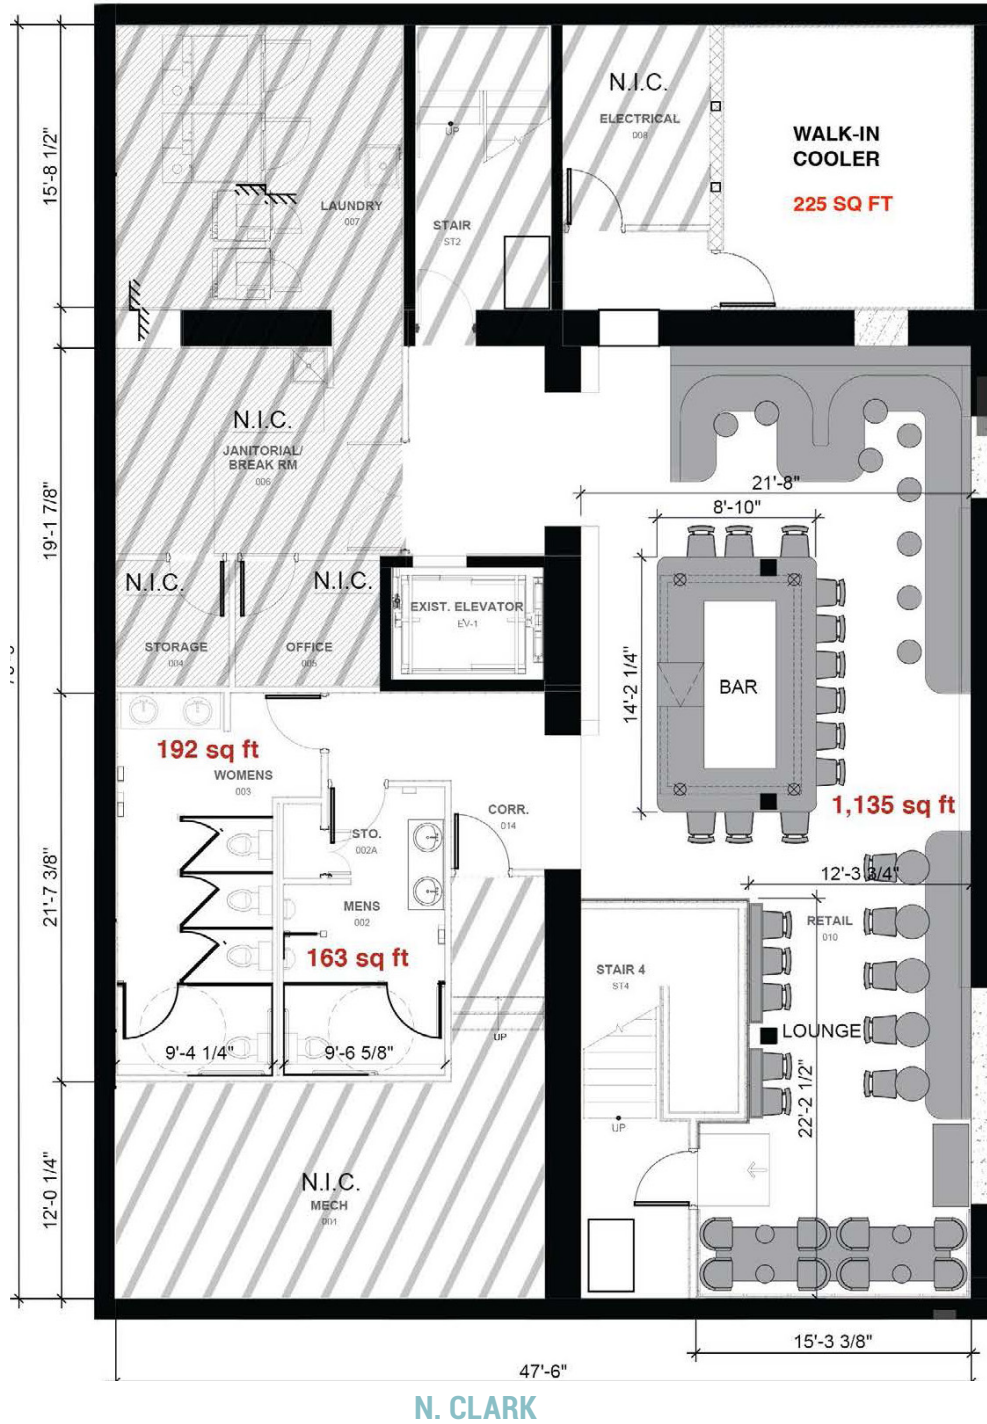 N.I.C.
ELECTRICAL
008
WALK-IN
COOLER
225 SQ FT
UP
15'-8 1/2"
LAUNDRY
007
STAIR
ST2
N.I.C.
JANITORIAL/
BREAK RM
006
21'-8"
8'-10"
19'-1 7/8"
N.I.C.
N.I.C.
EXIST. ELEVATOR
EV-1
STORAGE
004
OFFICE
005
14'-2 1/4"
BAR
192 sq ft
WOMENS
003
1,135 sq ft
STO.
002A
CORR.
014
12'-3 3/4"
21'-7 3/8"
MENS
002
RETAIL
010
163 sq ft
STAIR 4
ST4
UP
LOUNGE
9'-4 1/4"
9'-6 5/8"
22'-2 1/2"
UP
12'-0 1/4"
N.I.C.
MECH
001
15'-3 3/8"
47'-6"
N. CLARK